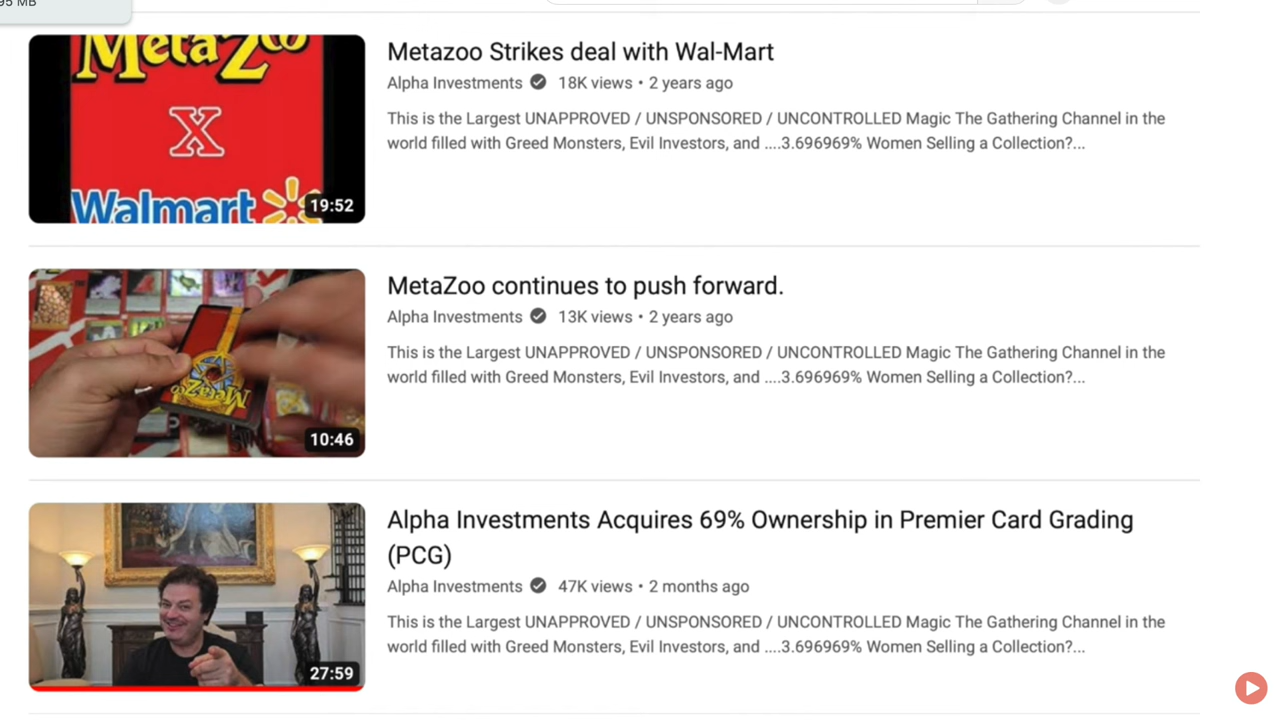 95 MB
MetaZoo
X
Walmart
19:52
Metazoo Strikes deal with Wal-Mart
Alpha Investments
18K views • 2 years ago
This is the Largest UNAPPROVED / UNSPONSORED / UNCONTROLLED Magic The Gathering Channel in the
world filled with Greed Monsters, Evil Investors, and ....3.696969% Women Selling a Collection?...
MetaZoo
10:46
MetaZoo continues to push forward.
Alpha Investments
13K views • 2 years ago
This is the Largest UNAPPROVED / UNSPONSORED / UNCONTROLLED Magic The Gathering Channel in the
world filled with Greed Monsters, Evil Investors, and ....3.696969% Women Selling a Collection?...
27:59
Alpha Investments Acquires 69% Ownership in Premier Card Grading
(PCG)
Alpha Investments
47K views • 2 months ago
This is the Largest UNAPPROVED / UNSPONSORED / UNCONTROLLED Magic The Gathering Channel in the
world filled with Greed Monsters, Evil Investors, and ....3.696969% Women Selling a Collection?...